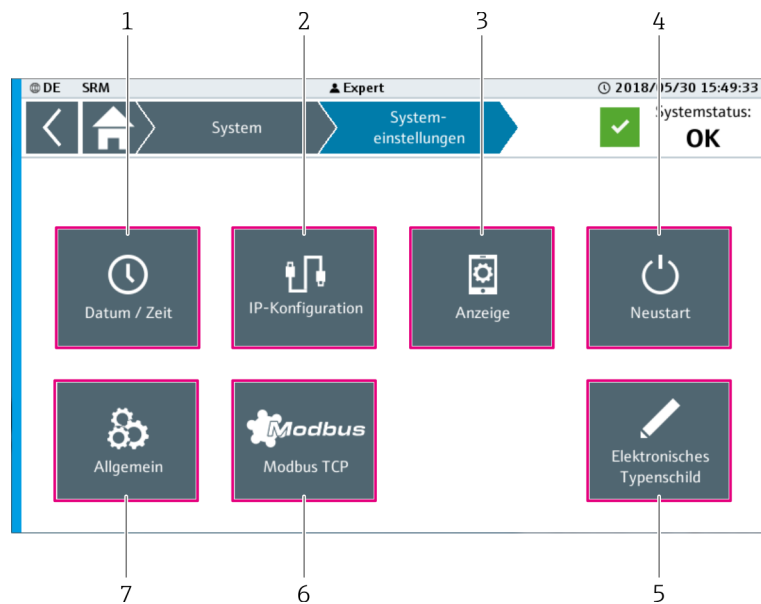 1 2 3 4
DE SRM Expert 2018/05/30 15:49:33
System
System-
einstellungen
Systemstatus:
OK
Datum / Zeit
IP-Konfiguration
Anzeige
Neustart
Allgemein
Modbus
Modbus TCP
Elektronisches
Typenschild
7 6 5